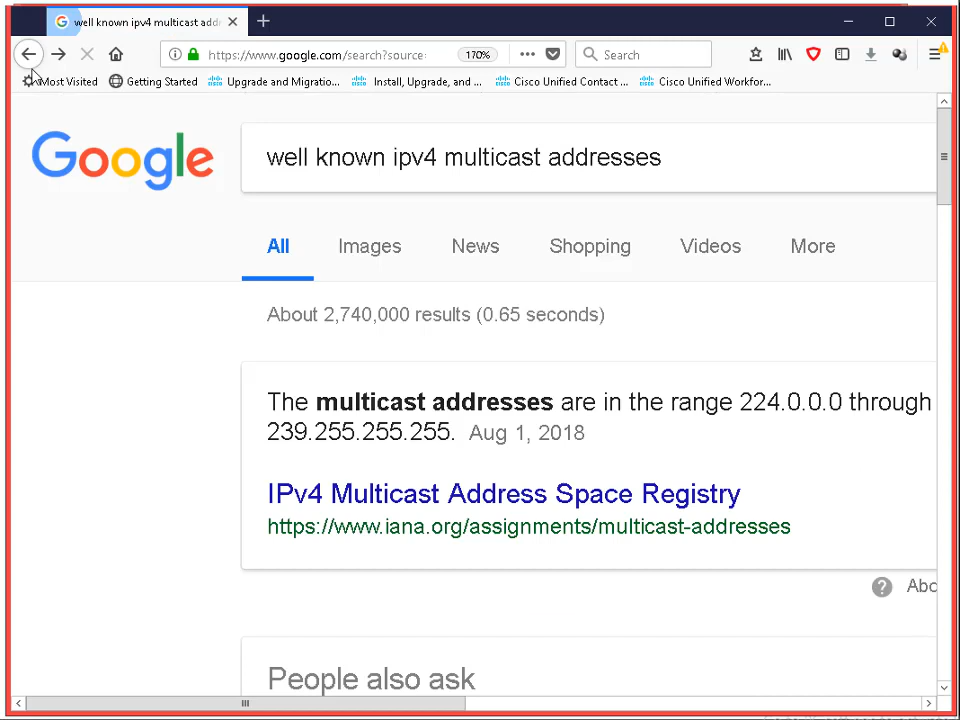 well known ipv4 multicast addr
https://www.google.com/search?source:
170%
Search
Most Visited
Getting Started
Upgrade and Migratio...
Install, Upgrade, and ...
Cisco Unified Contact ...
Cisco Unified Workfor...
Google
well known ipv4 multicast addresses
All
Images
News
Shopping
Videos
More
About 2,740,000 results (0.65 seconds)
The multicast addresses are in the range 224.0.0.0 through
239.255.255.255. Aug 1, 2018
IPv4 Multicast Address Space Registry
https://www.iana.org/assignments/multicast-addresses
Abo
People also ask